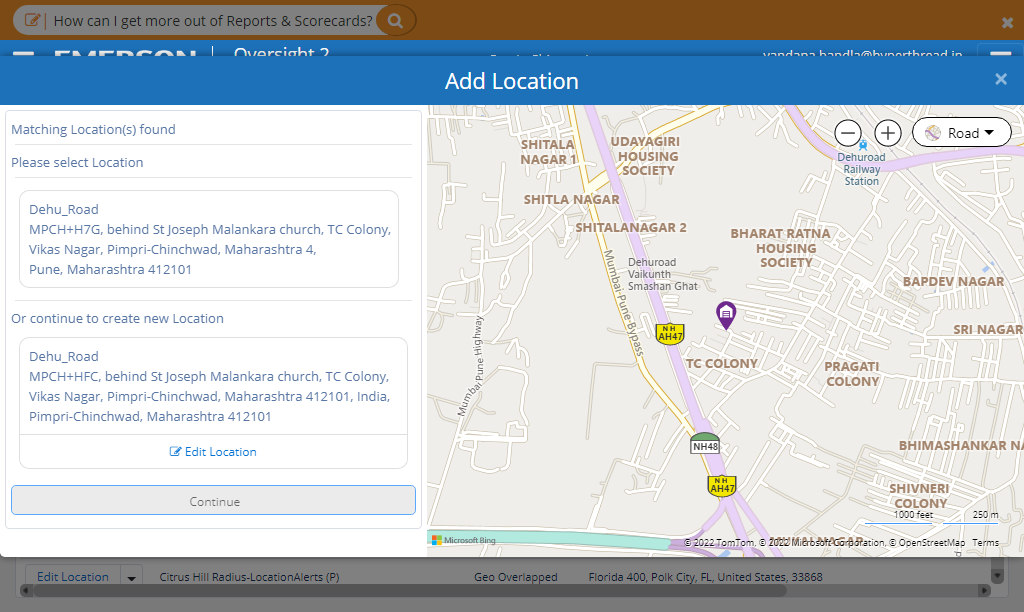 How can I get more out of Reports & Scorecards?
EMERSON
Oversight 2
vandana.bandla@hyperthread.in
Add Location
Matching Location(s) found
Please select Location
Dehu_Road
MPCH+H7G, behind St Joseph Malankara church, TC Colony,
Vikas Nagar, Pimpri-Chinchwad, Maharashtra 4,
Pune, Maharashtra 412101
Or continue to create new Location
Dehu_Road
MPCH+HFC, behind St Joseph Malankara church, TC Colony,
Vikas Nagar, Pimpri-Chinchwad, Maharashtra 412101, India,
Pimpri-Chinchwad, Maharashtra 412101
Edit Location
Continue
Road
SHITALA
NAGAR 1
UDAYAGIRI
HOUSING
SOCIETY
Dehuroad
Railway
Station
SHITLA NAGAR
SHITALANAGAR 2
BHARAT RATNA
HOUSING
SOCIETY
Dehuroad
Vaikunth
Smashan Ghat
BAPDEV NAGAR
Mumbai-Pune Bypass
Mumbai-Pune Highway
NH
AH47
SRI NAGAR
TC COLONY
PRAGATI
COLONY
NH48
BHIMASHANKAR NA
NH
AH47
SHIVNERI
COLONY
1000 feet
250 m
Microsoft Bing
© 2022 TomTom, © 2022 Microsoft Corporation, © OpenStreetMap Terms
Edit Location
Citrus Hill Radius-LocationAlerts (P)
Geo Overlapped
Florida 400, Polk City, FL, United States, 33868